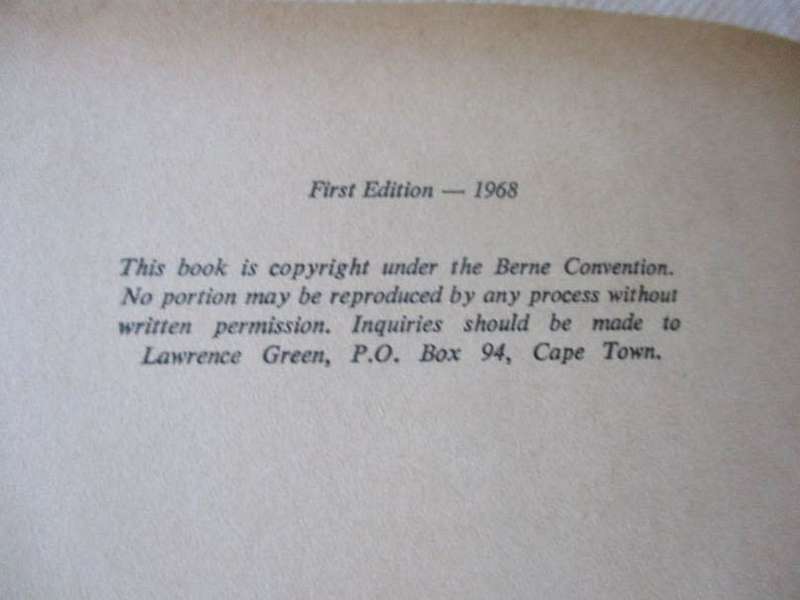 First Edition — 1968
This book is copyright under the Berne Convention.
No portion may be reproduced by any process without
written permission. Inquiries should be made to
Lawrence Green, P.O. Box 94, Cape Town.